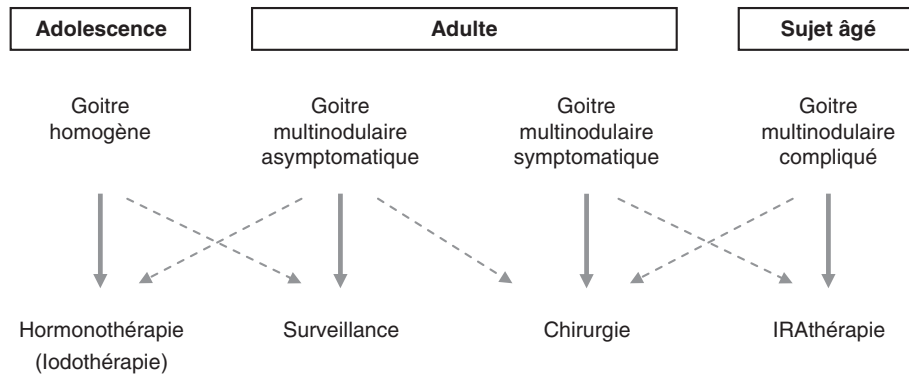 Adolescence
Adulte
Sujet âgé
Goitre
homogène
Goitre
multinodulaire
asymptomatique
Goitre
multinodulaire
symptomatique
Goitre
multinodulaire
compliqué
Hormonothérapie
(Iodothérapie)
Surveillance
Chirurgie
IRAthérapie